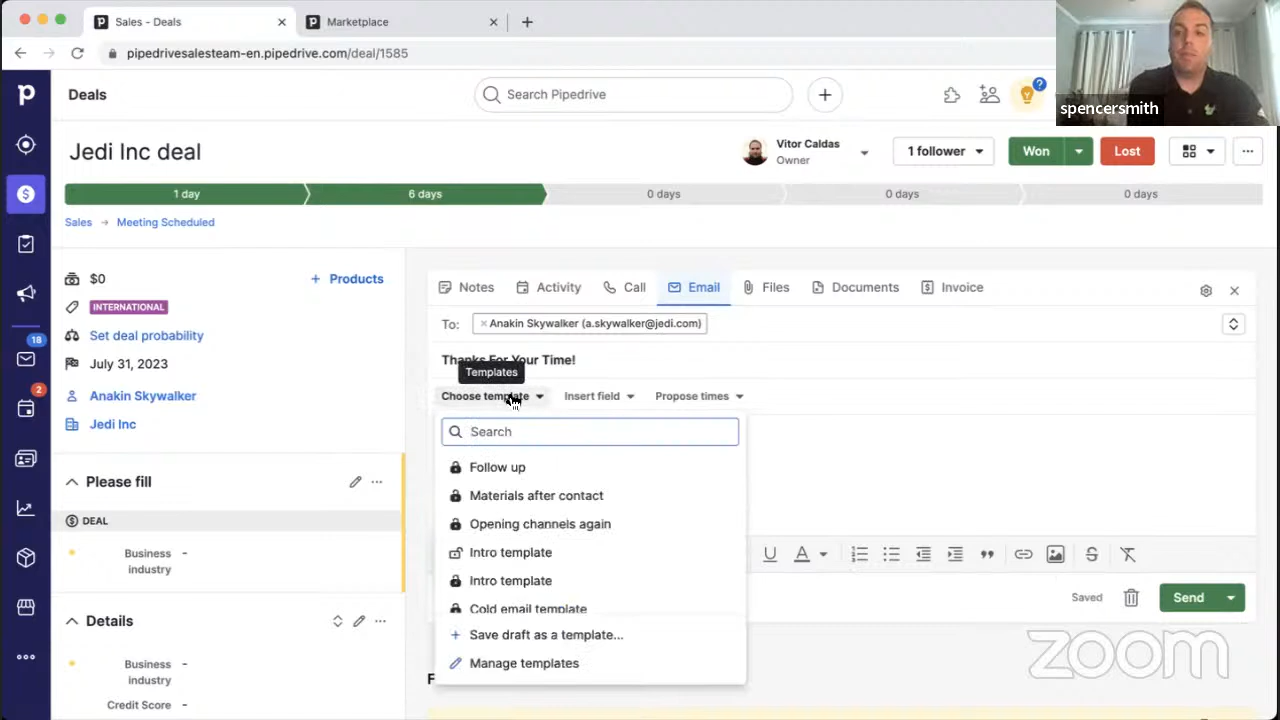 Sales - Deals
Marketplace
pipedrivesalesteam-en.pipedrive.com/deal/1585
Deals
Search Pipedrive
spencersmith
Jedi Inc deal
Vitor Caldas
Owner
1 follower
Won
Lost
1 day
6 days
0 days
0 days
0 days
Sales → Meeting Scheduled
$0
+ Products
INTERNATIONAL
Set deal probability
July 31, 2023
Anakin Skywalker
Jedi Inc
18
2
Please fill
DEAL
Business industry -
Details
Business industry -
Credit Score -
Notes
Activity
Call
Email
Files
Documents
Invoice
To:
Anakin Skywalker (a.skywalker@jedi.com)
Thanks For Your Time!
Templates
Choose template
Insert field
Propose times
Search
Follow up
Materials after contact
Opening channels again
Intro template
Intro template
Cold email template
+ Save draft as a template...
Manage templates
Saved
Send
zoom